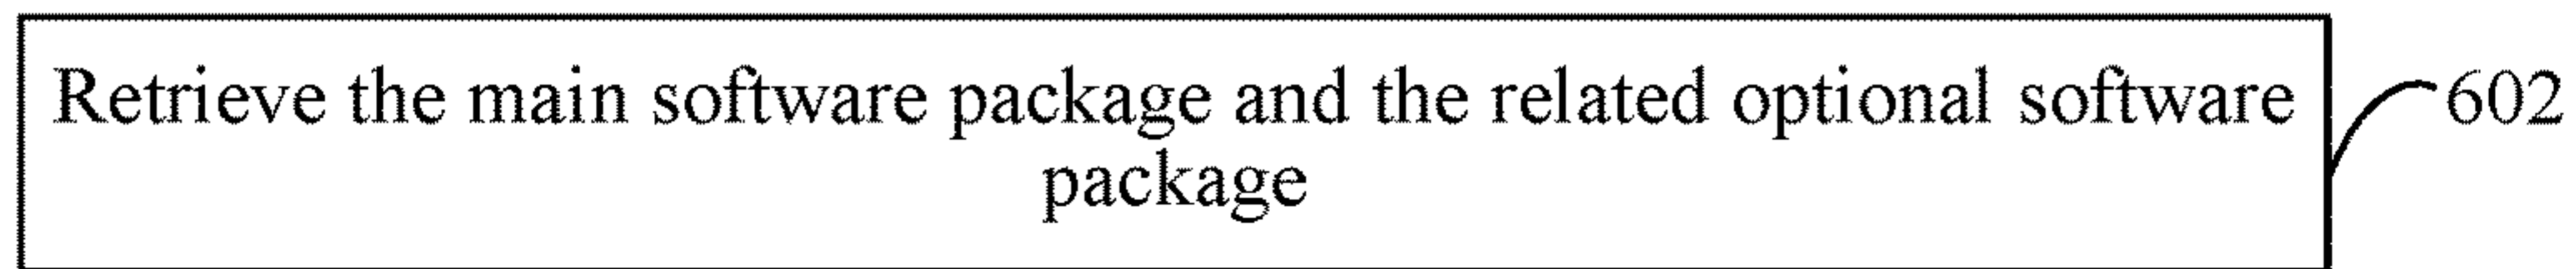 Retrieve the main software package and the related optional software
package
602